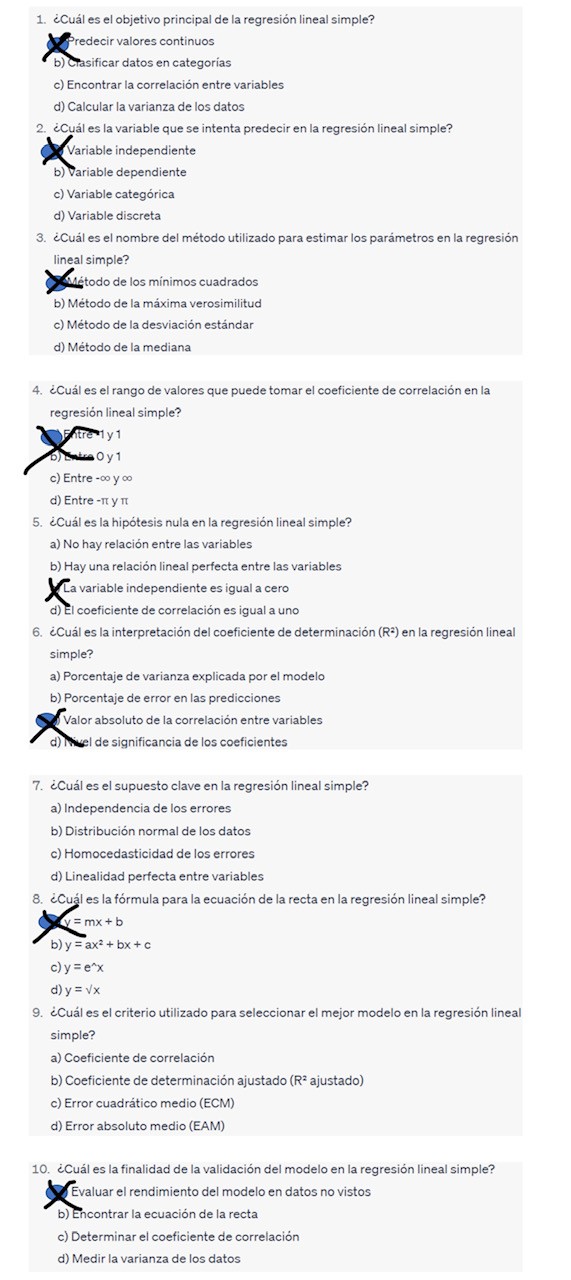 1. ¿Cuál es el objetivo principal de la regresión lineal simple?
Predecir valores continuos
b) Clasificar datos en categorías
c) Encontrar la correlación entre variables
d) Calcular la varianza de los datos
2. ¿Cuál es la variable que se intenta predecir en la regresión lineal simple?
Variable independiente
b) Variable dependiente
c) Variable categórica
d) Variable discreta
3. ¿Cuál es el nombre del método utilizado para estimar los parámetros en la regresión
lineal simple?
Método de los mínimos cuadrados
b) Método de la máxima verosimilitud
c) Método de la desviación estándar
d) Método de la mediana
4. ¿Cuál es el rango de valores que puede tomar el coeficiente de correlación en la
regresión lineal simple?
) Entre -1 y 1
b) Entre 0 y 1
c) Entre -∞ y ∞
d) Entre -π y π
5. ¿Cuál es la hipótesis nula en la regresión lineal simple?
a) No hay relación entre las variables
b) Hay una relación lineal perfecta entre las variables
) La variable independiente es igual a cero
d) El coeficiente de correlación es igual a uno
6. ¿Cuál es la interpretación del coeficiente de determinación (R²) en la regresión lineal
simple?
a) Porcentaje de varianza explicada por el modelo
b) Porcentaje de error en las predicciones
) Valor absoluto de la correlación entre variables
d) Nivel de significancia de los coeficientes
7. ¿Cuál es el supuesto clave en la regresión lineal simple?
a) Independencia de los errores
b) Distribución normal de los datos
c) Homocedasticidad de los errores
d) Linealidad perfecta entre variables
8. ¿Cuál es la fórmula para la ecuación de la recta en la regresión lineal simple?
y = mx + b
b) y = ax² + bx + c
c) y = e^x
d) y = √x
9. ¿Cuál es el criterio utilizado para seleccionar el mejor modelo en la regresión lineal
simple?
a) Coeficiente de correlación
b) Coeficiente de determinación ajustado (R² ajustado)
c) Error cuadrático medio (ECM)
d) Error absoluto medio (EAM)
10. ¿Cuál es la finalidad de la validación del modelo en la regresión lineal simple?
) Evaluar el rendimiento del modelo en datos no vistos
b) Encontrar la ecuación de la recta
c) Determinar el coeficiente de correlación
d) Medir la varianza de los datos